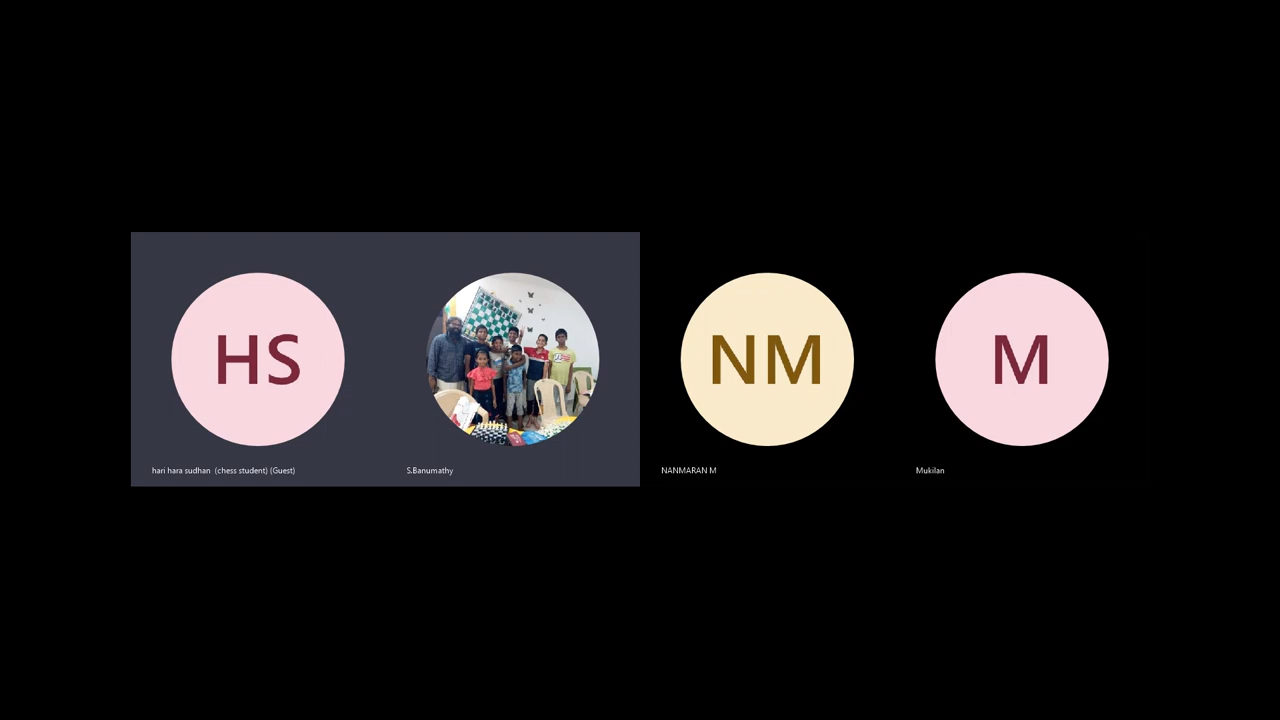 HS
NM
M
hari hara sudhan (chess student) (Guest)
S.Banumathy
NANMARAN M
Mukilan